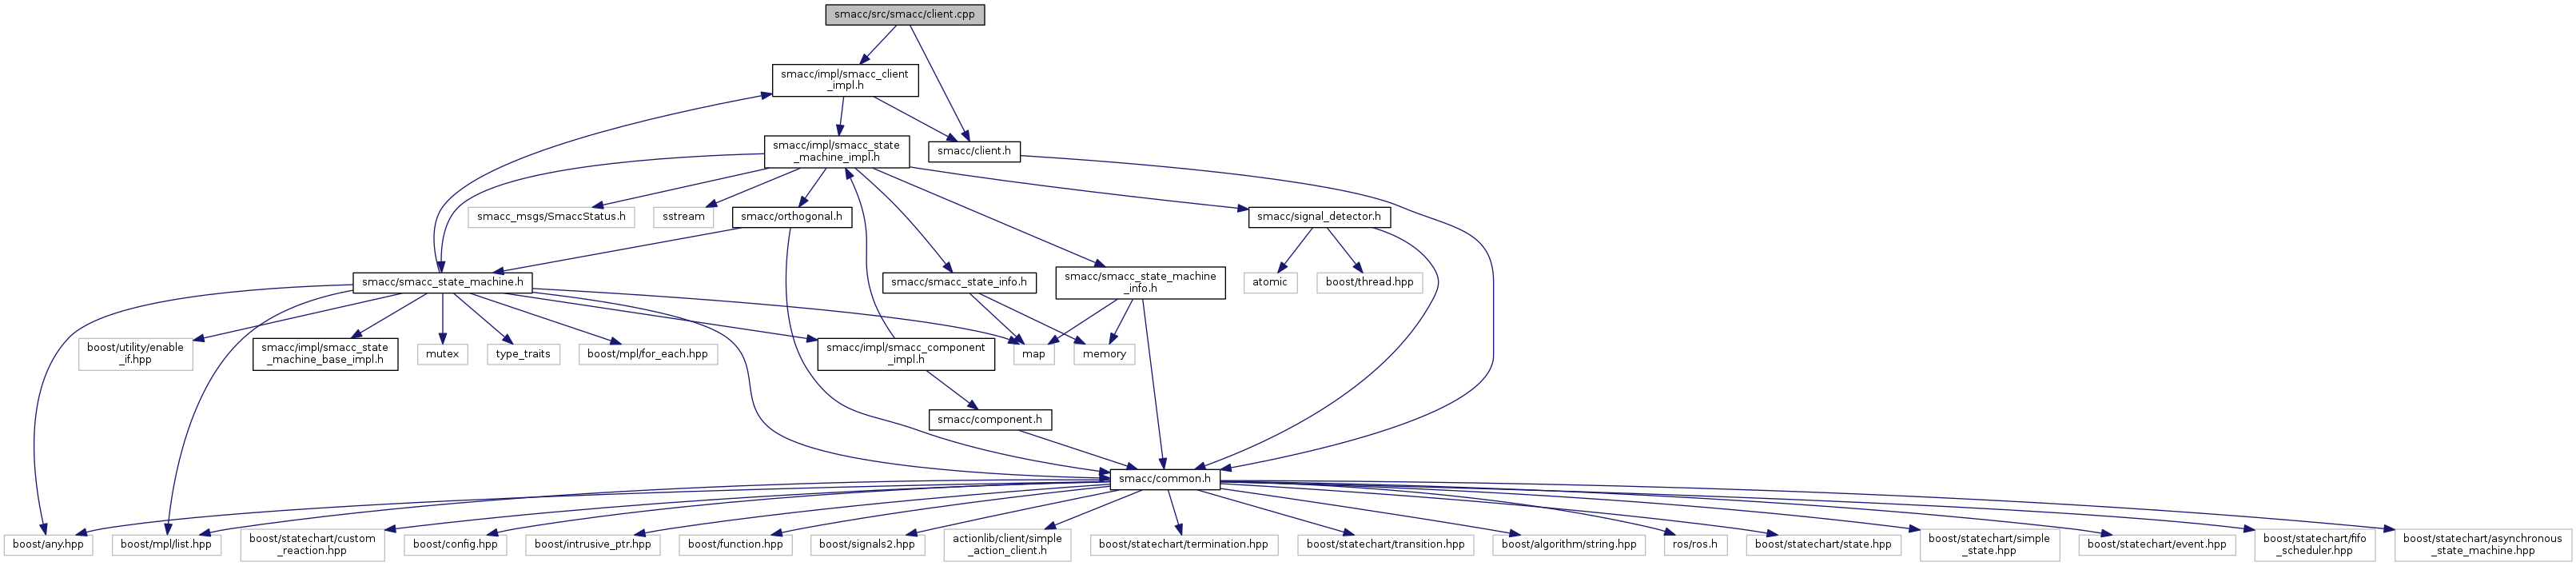 smacc/src/smacc/client.cpp
smacc/impl/smacc_client
_impl.h
smacc/impl/smacc_state
_machine_impl.h
smacc/client.h
smacc_msgs/SmaccStatus.h
sstream
smacc/orthogonal.h
smacc/signal_detector.h
smacc/smacc_state_machine.h
smacc/smacc_state_info.h
smacc/smacc_state_machine
_info.h
atomic
boost/thread.hpp
boost/utility/enable
_if.hpp
smacc/impl/smacc_state
_machine_base_impl.h
mutex
type_traits
boost/mpl/for_each.hpp
smacc/impl/smacc_component
_impl.h
map
memory
smacc/component.h
smacc/common.h
boost/any.hpp
boost/mpl/list.hpp
boost/statechart/custom
_reaction.hpp
boost/config.hpp
boost/intrusive_ptr.hpp
boost/function.hpp
boost/signals2.hpp
actionlib/client/simple
_action_client.h
boost/statechart/termination.hpp
boost/statechart/transition.hpp
boost/algorithm/string.hpp
ros/ros.h
boost/statechart/state.hpp
boost/statechart/simple
_state.hpp
boost/statechart/event.hpp
boost/statechart/fifo
_scheduler.hpp
boost/statechart/asynchronous
_state_machine.hpp